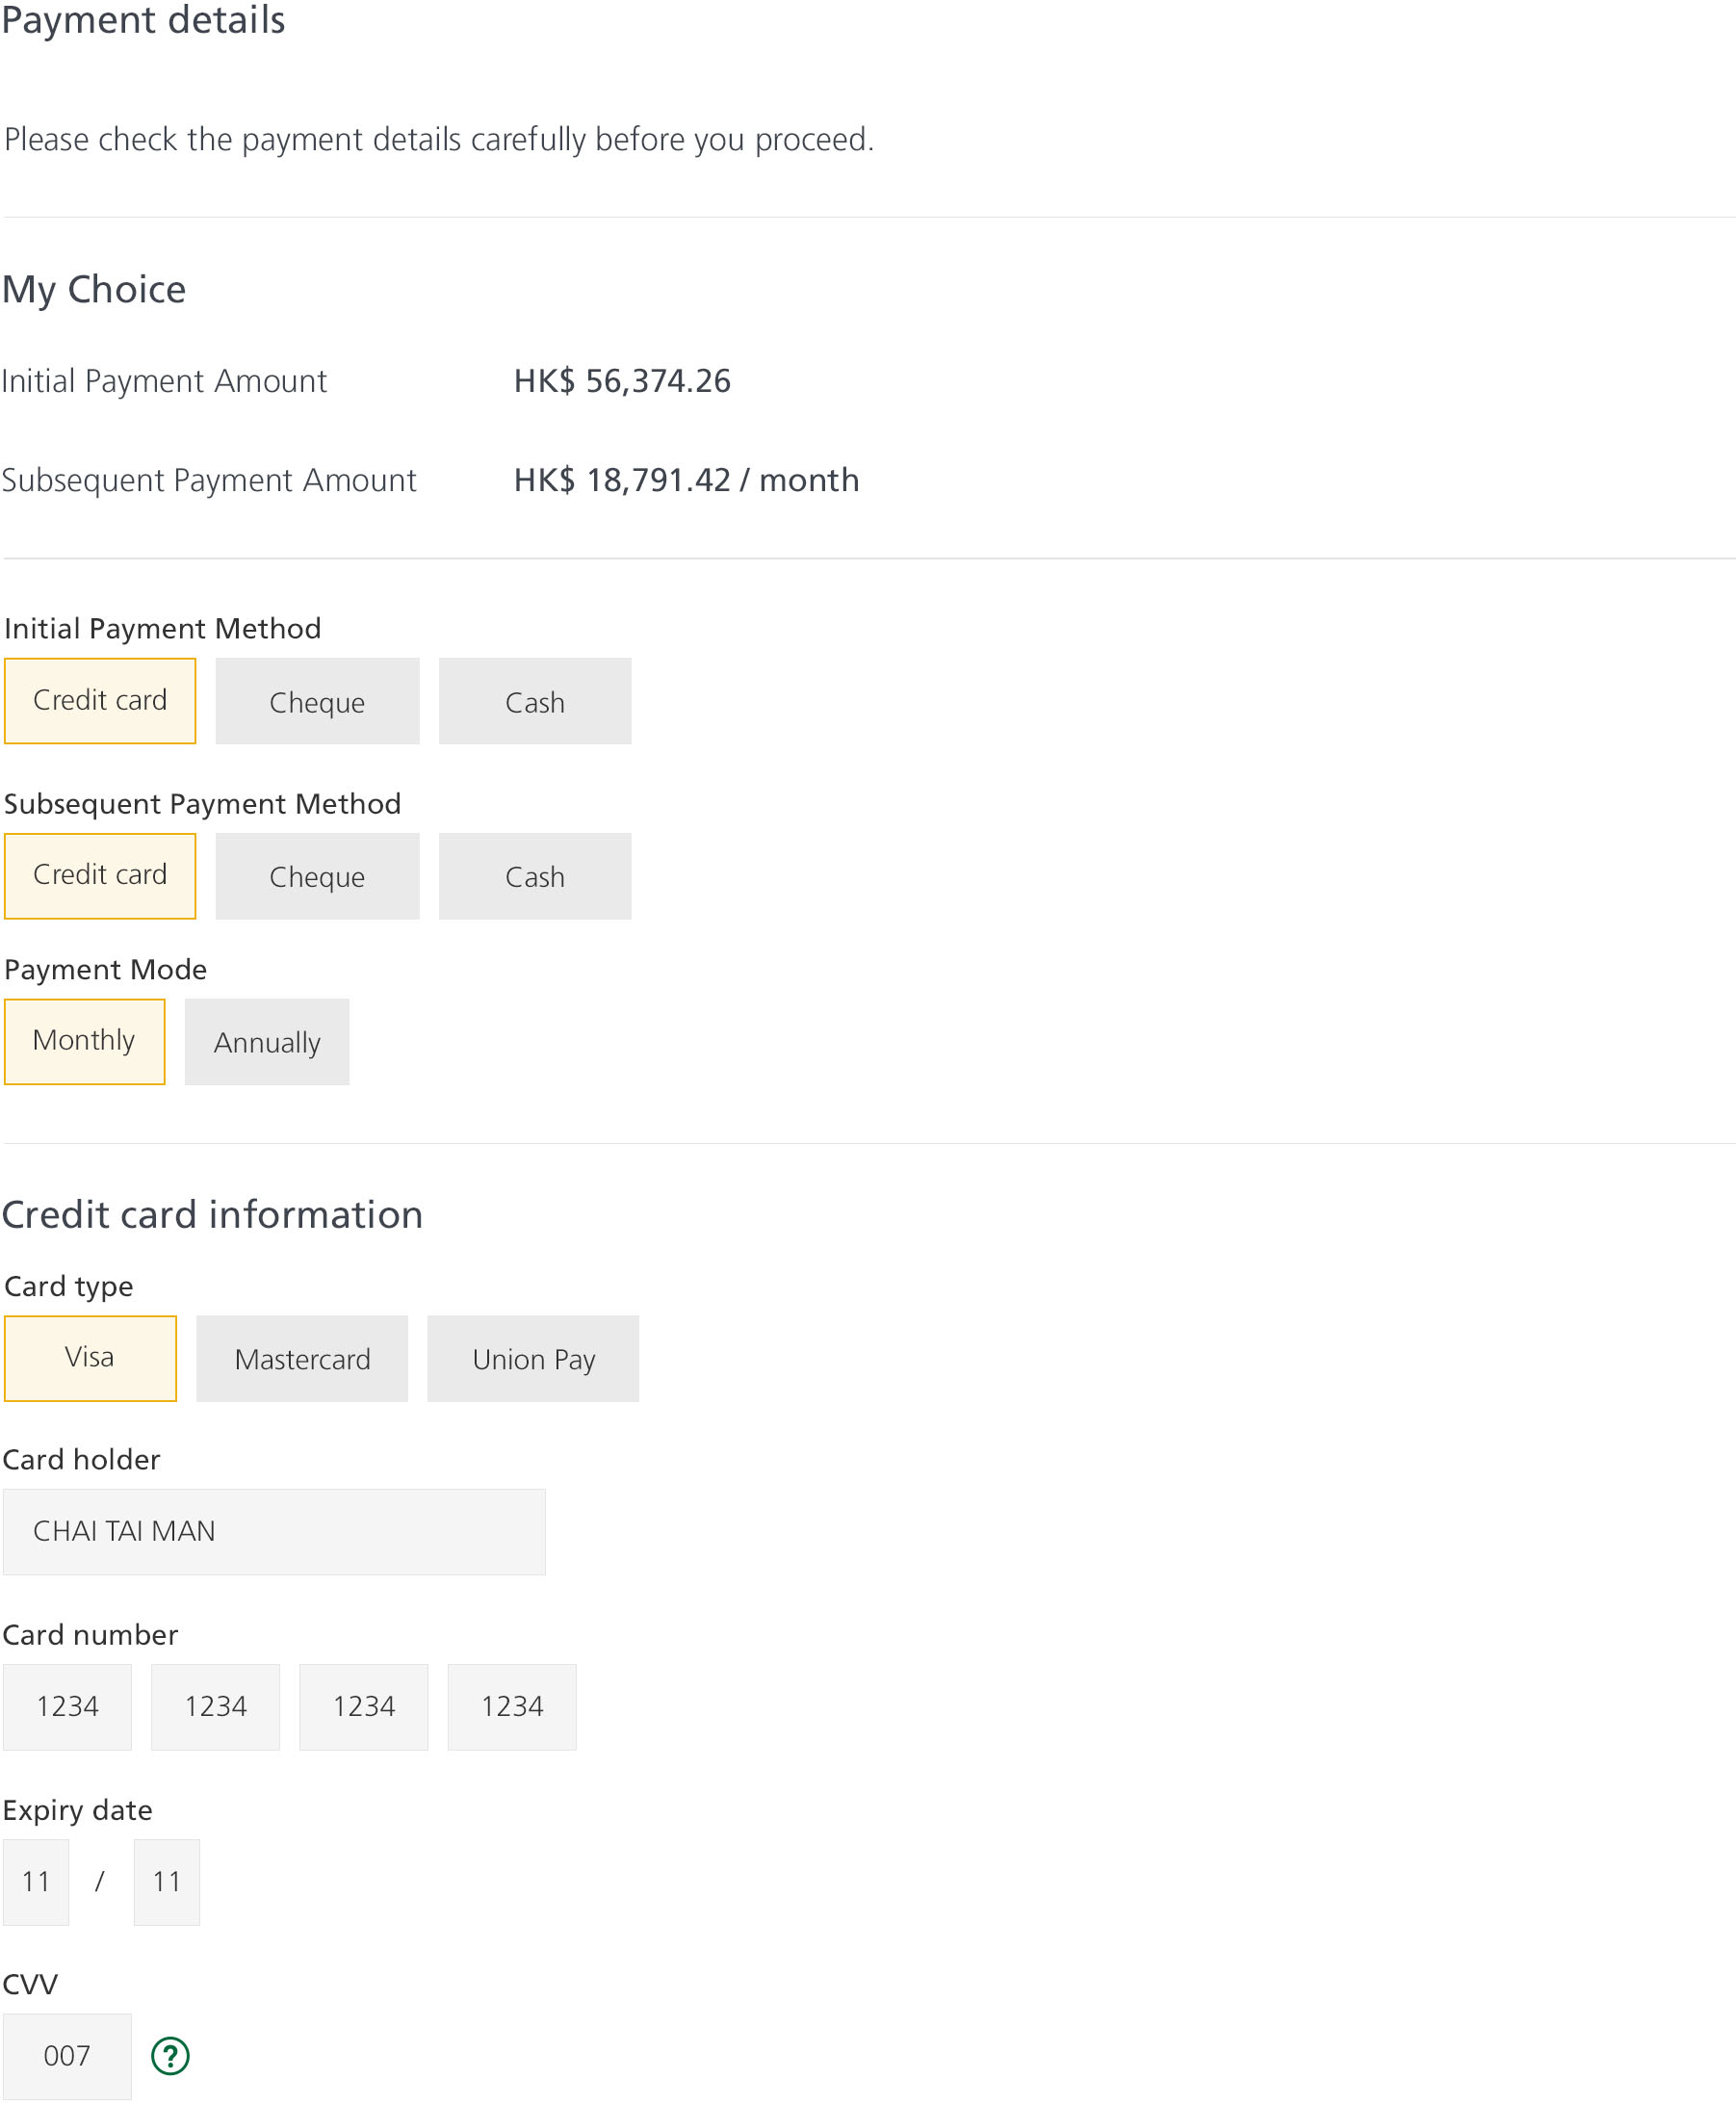 Payment details
Please check the payment details carefully before you proceed.
My Choice
Initial Payment Amount HK$ 56,374.26
Subsequent Payment Amount HK$ 18,791.42 / month
Initial Payment Method
Credit card Cheque Cash
Subsequent Payment Method
Credit card Cheque Cash
Payment Mode
Monthly Annually
Credit card information
Card type
Visa Mastercard Union Pay
Card holder
CHAI TAI MAN
Card number
1234 1234 1234 1234
Expiry date
11 / 11
CVV
007 ?